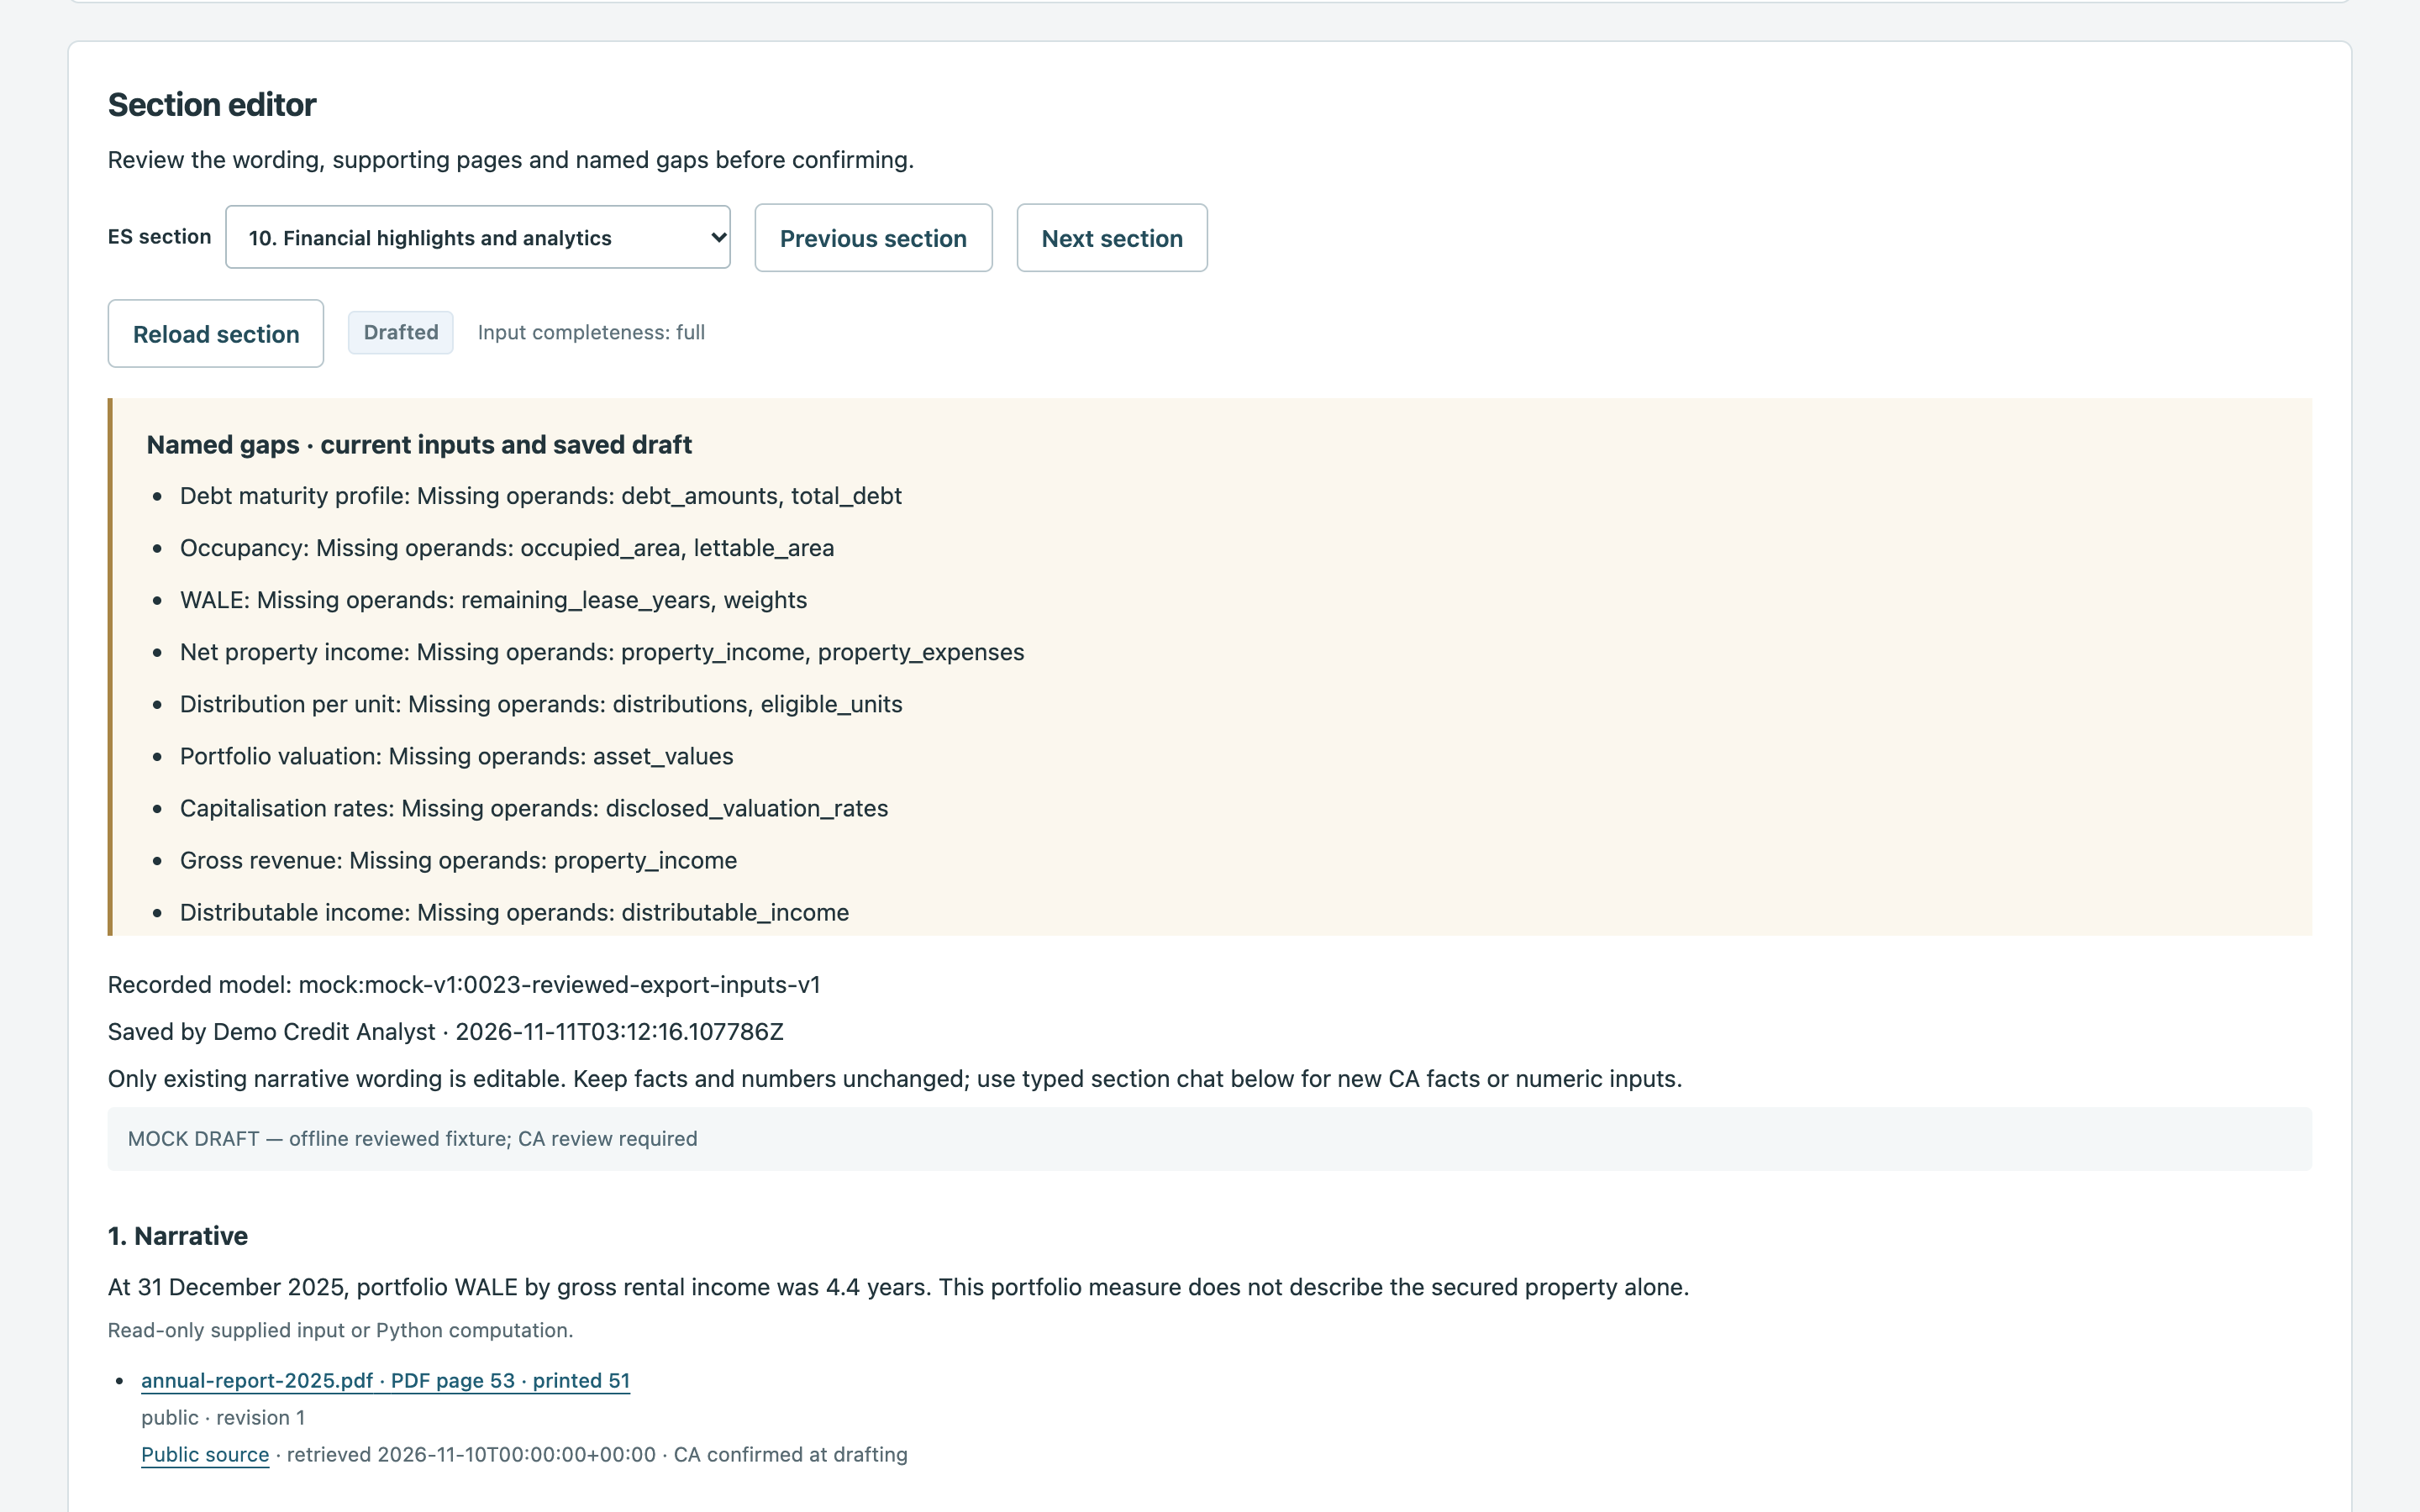 Section editor
Review the wording, supporting pages and named gaps before confirming.
ES section 10. Financial highlights and analytics Previous section Next section
Reload section Drafted Input completeness: full
Named gaps · current inputs and saved draft
• Debt maturity profile: Missing operands: debt_amounts, total_debt
• Occupancy: Missing operands: occupied_area, lettable_area
• WALE: Missing operands: remaining_lease_years, weights
• Net property income: Missing operands: property_income, property_expenses
• Distribution per unit: Missing operands: distributions, eligible_units
• Portfolio valuation: Missing operands: asset_values
• Capitalisation rates: Missing operands: disclosed_valuation_rates
• Gross revenue: Missing operands: property_income
• Distributable income: Missing operands: distributable_income
Recorded model: mock:mock-v1:0023-reviewed-export-inputs-v1
Saved by Demo Credit Analyst · 2026-11-11T03:12:16.107786Z
Only existing narrative wording is editable. Keep facts and numbers unchanged; use typed section chat below for new CA facts or numeric inputs.
MOCK DRAFT — offline reviewed fixture; CA review required
1. Narrative
At 31 December 2025, portfolio WALE by gross rental income was 4.4 years. This portfolio measure does not describe the secured property alone.
Read-only supplied input or Python computation.
• annual-report-2025.pdf · PDF page 53 · printed 51
public · revision 1
Public source · retrieved 2026-11-10T00:00:00+00:00 · CA confirmed at drafting